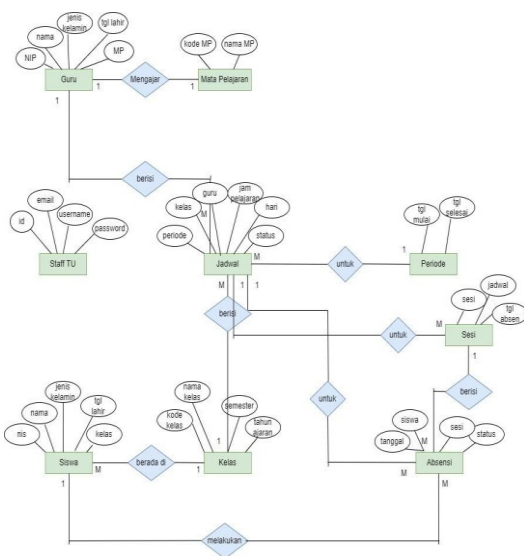 jenis
kelamin
tgl lahir
nama
NIP
MP
kode MP
nama MP
Guru
Mengajar
Mata Pelajaran
1
1
1
berisi
email
id
username
password
Staff TU
guru
jam
pelajaran
kelas
M
hari
periode
status
Jadwal
M
untuk
1
Periode
tgl
mulai
tgl
selesai
M
1
1
berisi
sesi
jadwal
tgl
absen
untuk
M
Sesi
1
berisi
jenis
kelamin
nama
tgl
lahir
nis
kelas
Siswa
M
berada di
1
nama
kelas
kode
kelas
semester
tahun
ajaran
1
Kelas
untuk
siswa
tanggal
M
sesi
status
M
Absensi
1
M
melakukan